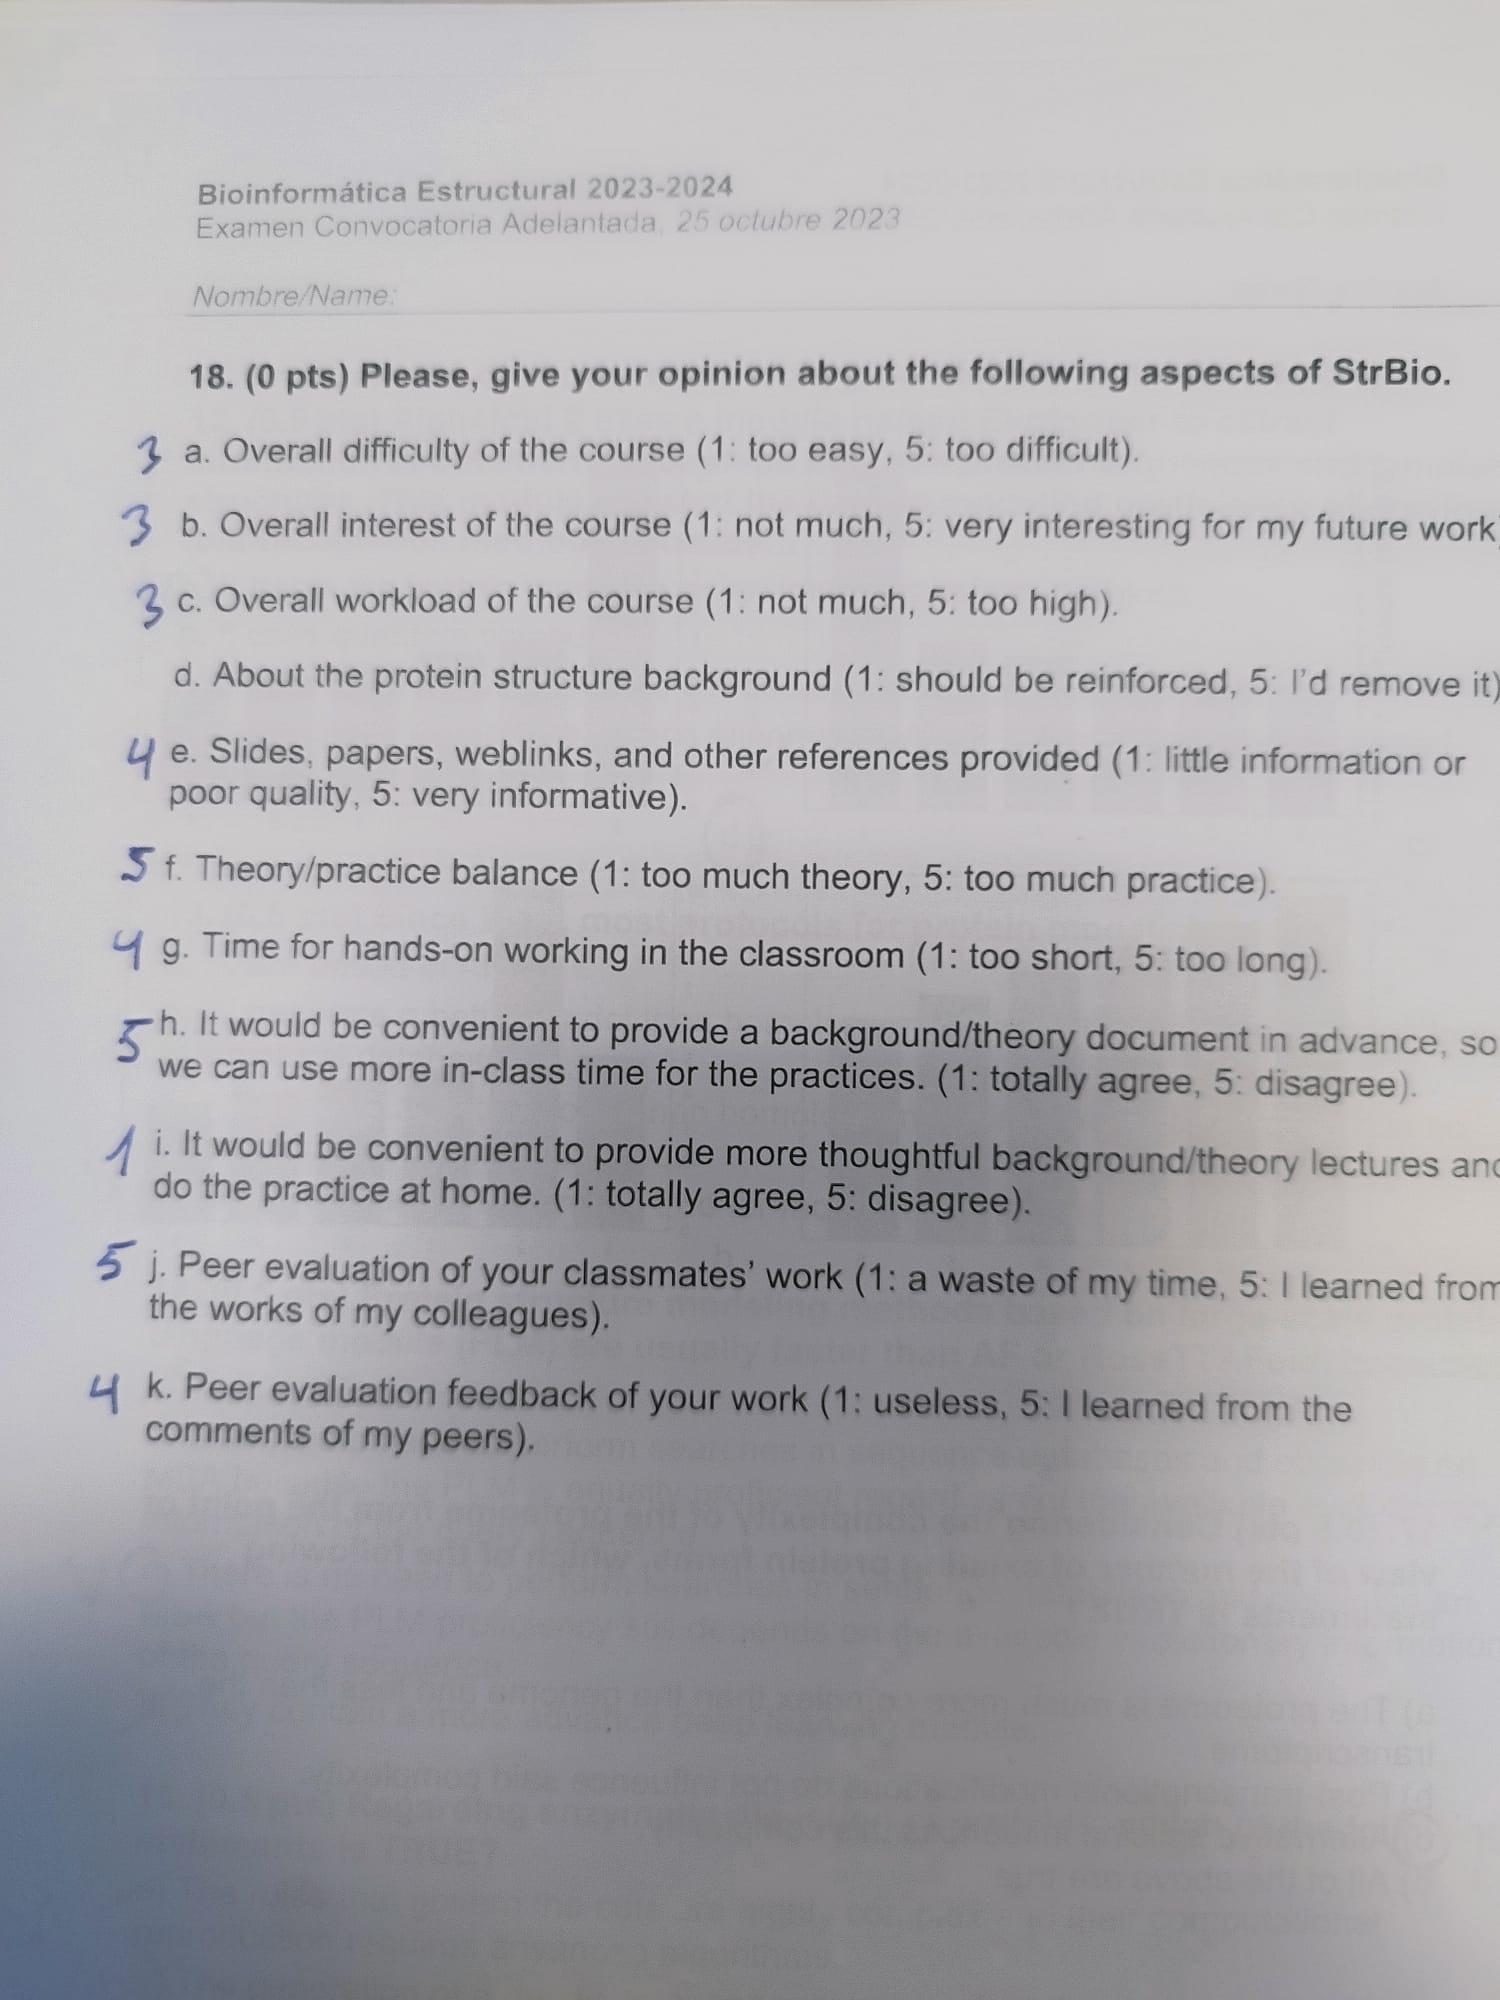 Bioinformática Estructural 2023-2024
Examen Convocatoria Adelantada, 25 octubre 2023
Nombre/Name:
18. (0 pts) Please, give your opinion about the following aspects of StrBio.
3 a. Overall difficulty of the course (1: too easy, 5: too difficult).
3 b. Overall interest of the course (1: not much, 5: very interesting for my future work)
3 c. Overall workload of the course (1: not much, 5: too high).
d. About the protein structure background (1: should be reinforced, 5: I'd remove it)
4 e. Slides, papers, weblinks, and other references provided (1: little information or
poor quality, 5: very informative).
5 f. Theory/practice balance (1: too much theory, 5: too much practice).
4 g. Time for hands-on working in the classroom (1: too short, 5: too long).
5 h. It would be convenient to provide a background/theory document in advance, so
we can use more in-class time for the practices. (1: totally agree, 5: disagree).
1 i. It would be convenient to provide more thoughtful background/theory lectures and
do the practice at home. (1: totally agree, 5: disagree).
5 j. Peer evaluation of your classmates' work (1: a waste of my time, 5: I learned from
the works of my colleagues).
4 k. Peer evaluation feedback of your work (1: useless, 5: I learned from the
comments of my peers).